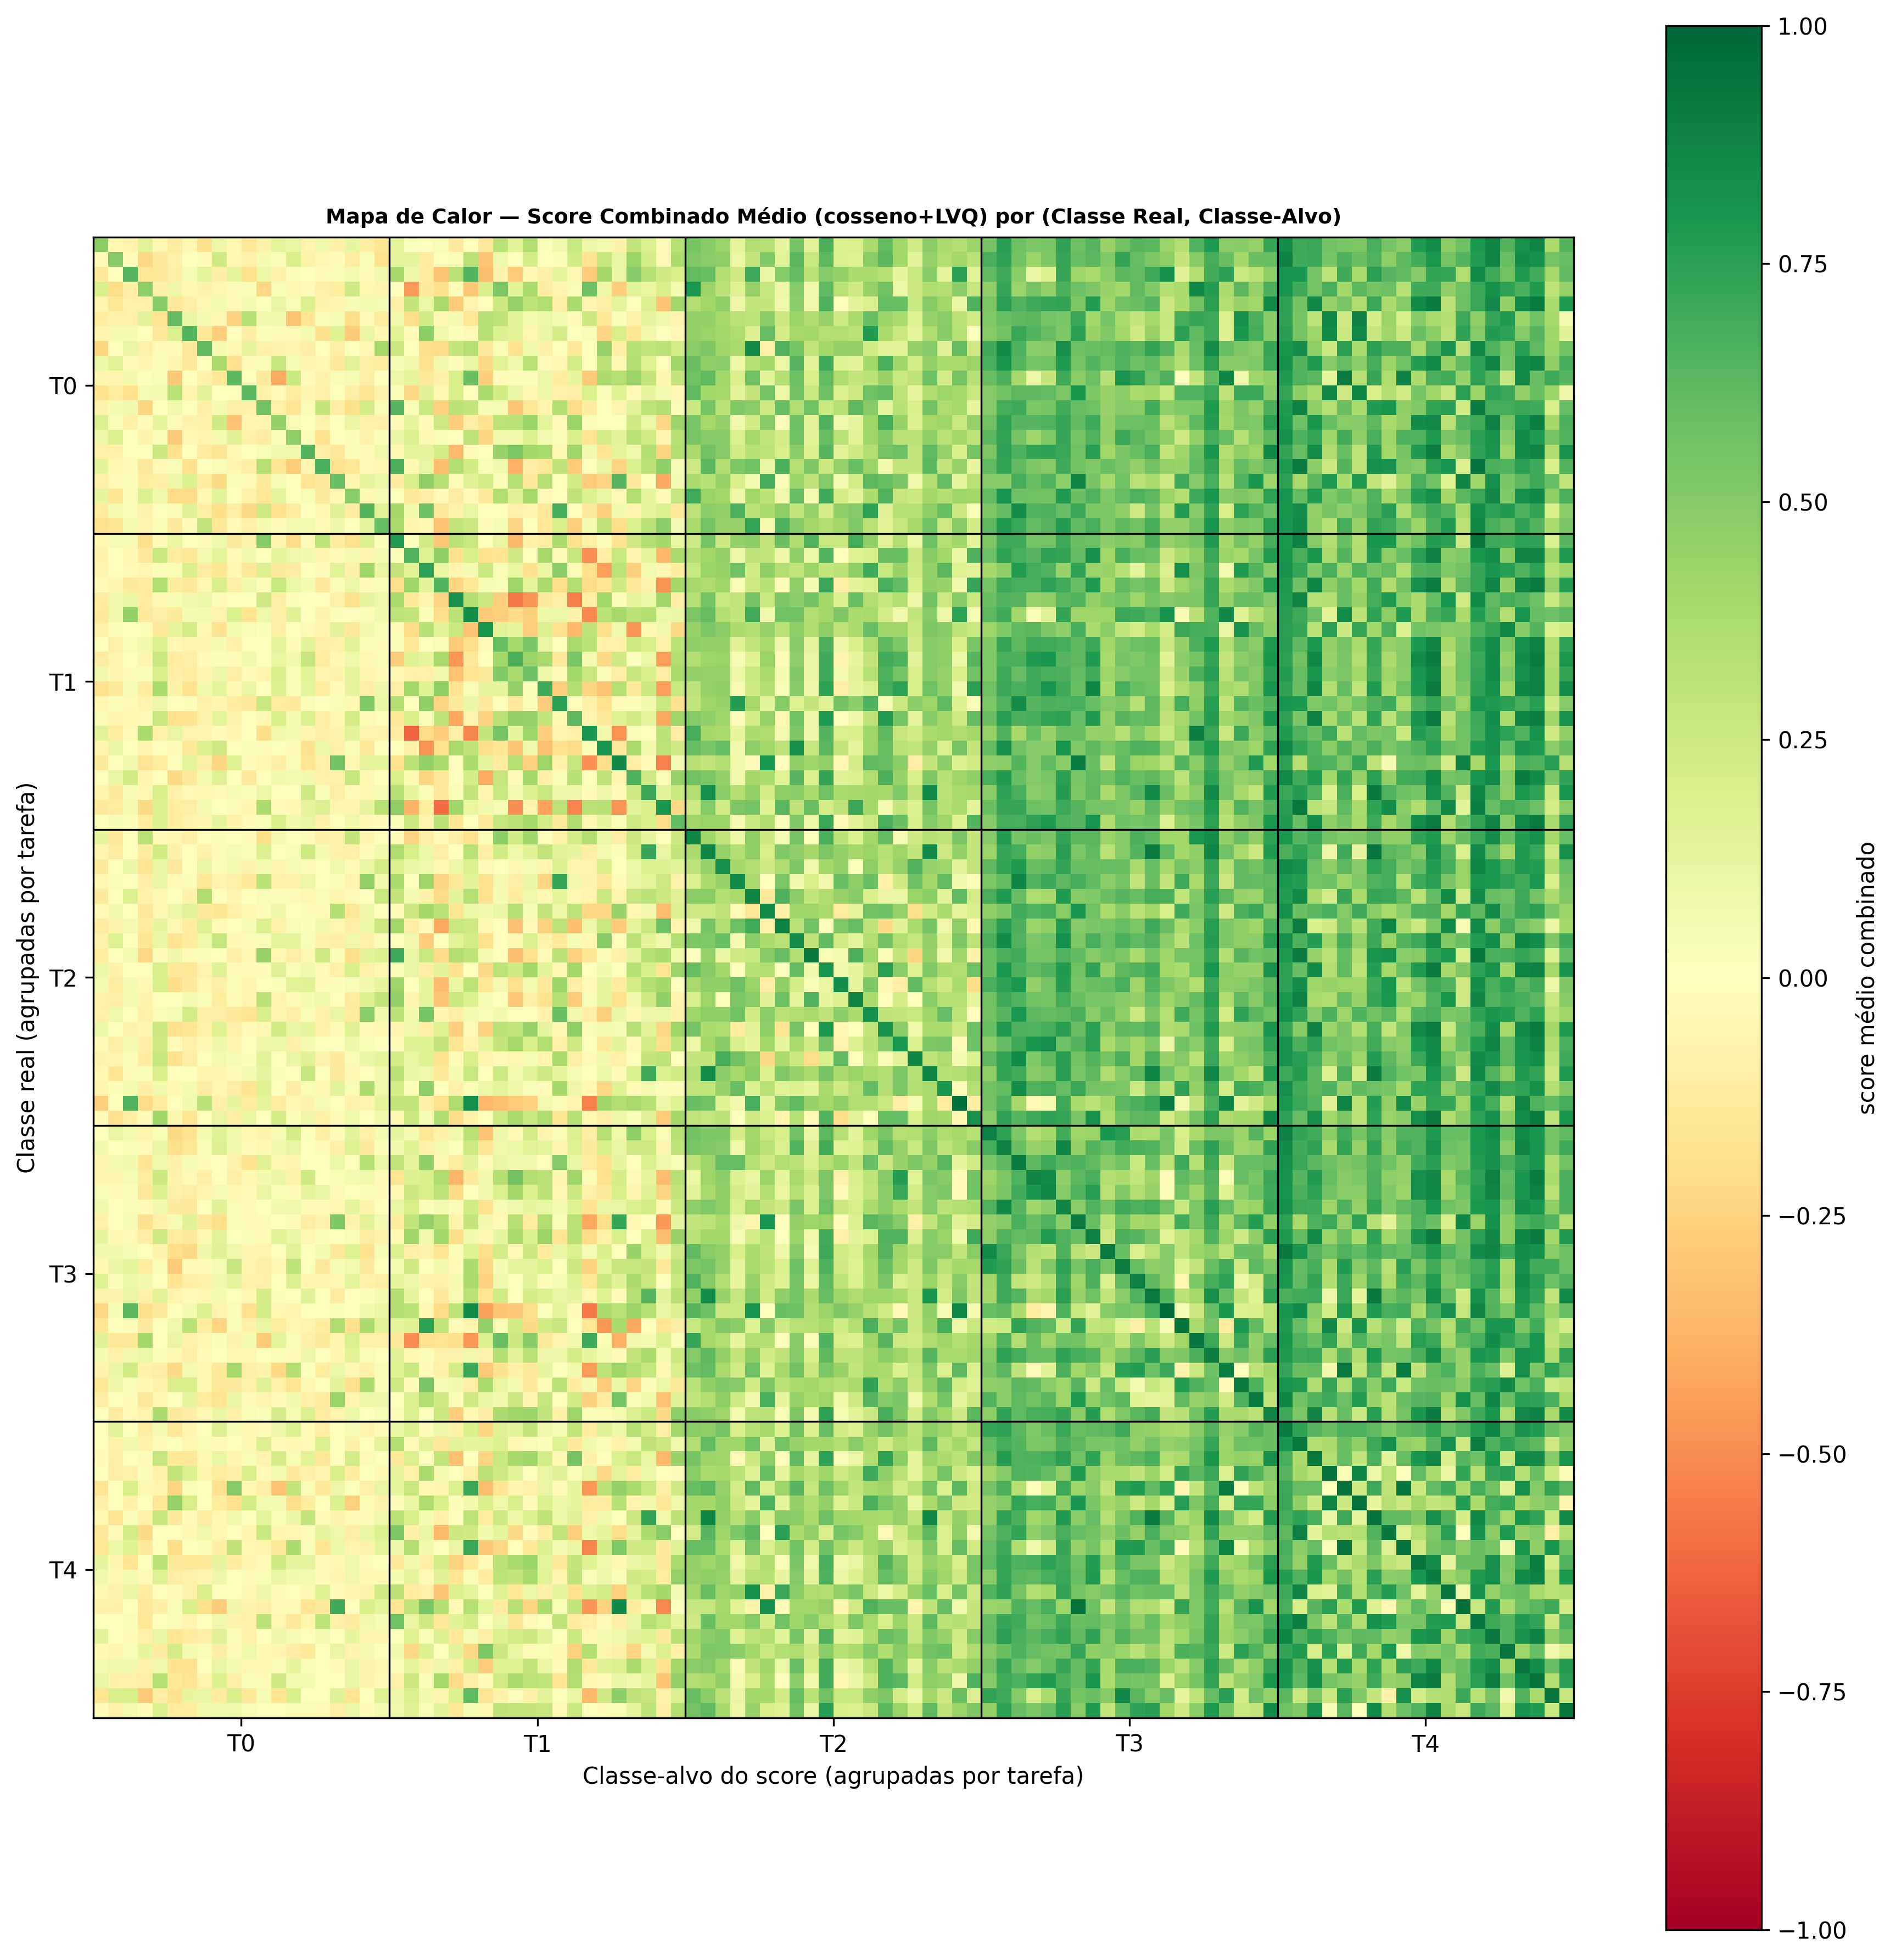 Mapa de Calor — Score Combinado Médio (cosseno+LVQ) por (Classe Real, Classe-Alvo)
Classe real (agrupadas por tarefa)
T0
T1
T2
T3
T4
T0 T1 T2 T3 T4
Classe-alvo do score (agrupadas por tarefa)
1.00
0.75
0.50
0.25
0.00
−0.25
−0.50
−0.75
−1.00
score médio combinado